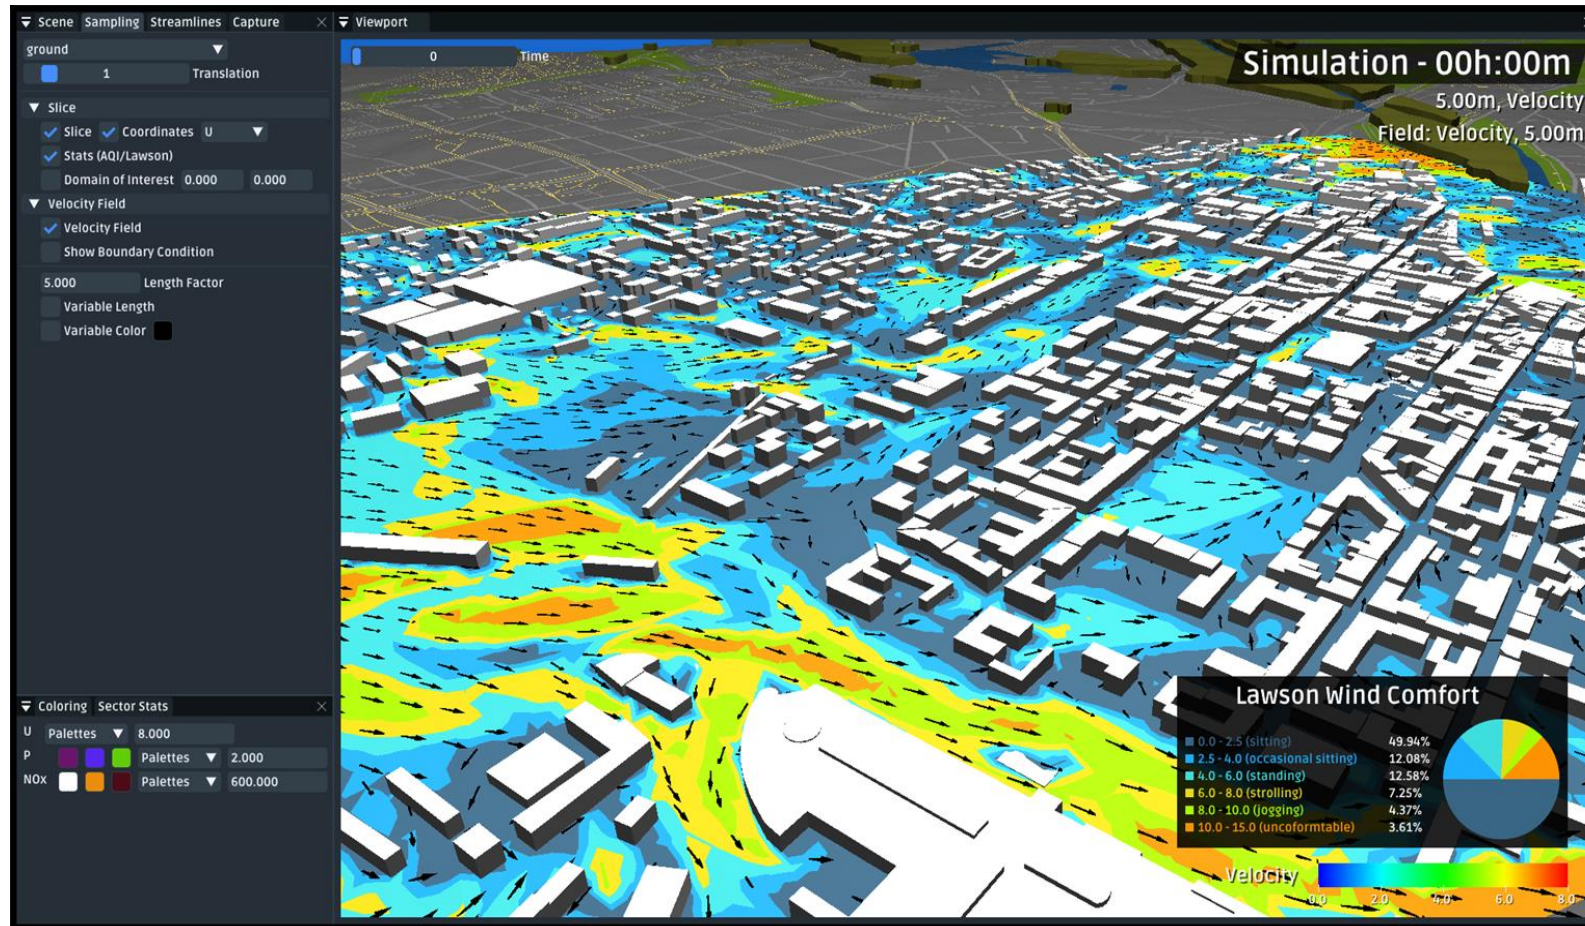 Scene Sampling Streamlines Capture
ground
1 Translation
Slice
Slice Coordinates U
Stats (AQI/Lawson)
Domain of Interest 0.000 0.000
Velocity Field
Velocity Field
Show Boundary Condition
5.000 Length Factor
Variable Length
Variable Color
Coloring Sector Stats
U Palettes 8.000
P Palettes 2.000
NOx Palettes 600.000
Viewport
0 Time
Simulation - 00h:00m
5.00m, Velocity
Field: Velocity, 5.00m
Lawson Wind Comfort
0.0 - 2.5 (sitting) 49.94%
2.5 - 4.0 (occasional sitting) 12.08%
4.0 - 6.0 (standing) 12.58%
6.0 - 8.0 (strolling) 7.25%
8.0 - 10.0 (jogging) 4.37%
10.0 - 15.0 (uncoformtable) 3.61%
Velocity
0.0 2.0 4.0 6.0 8.0